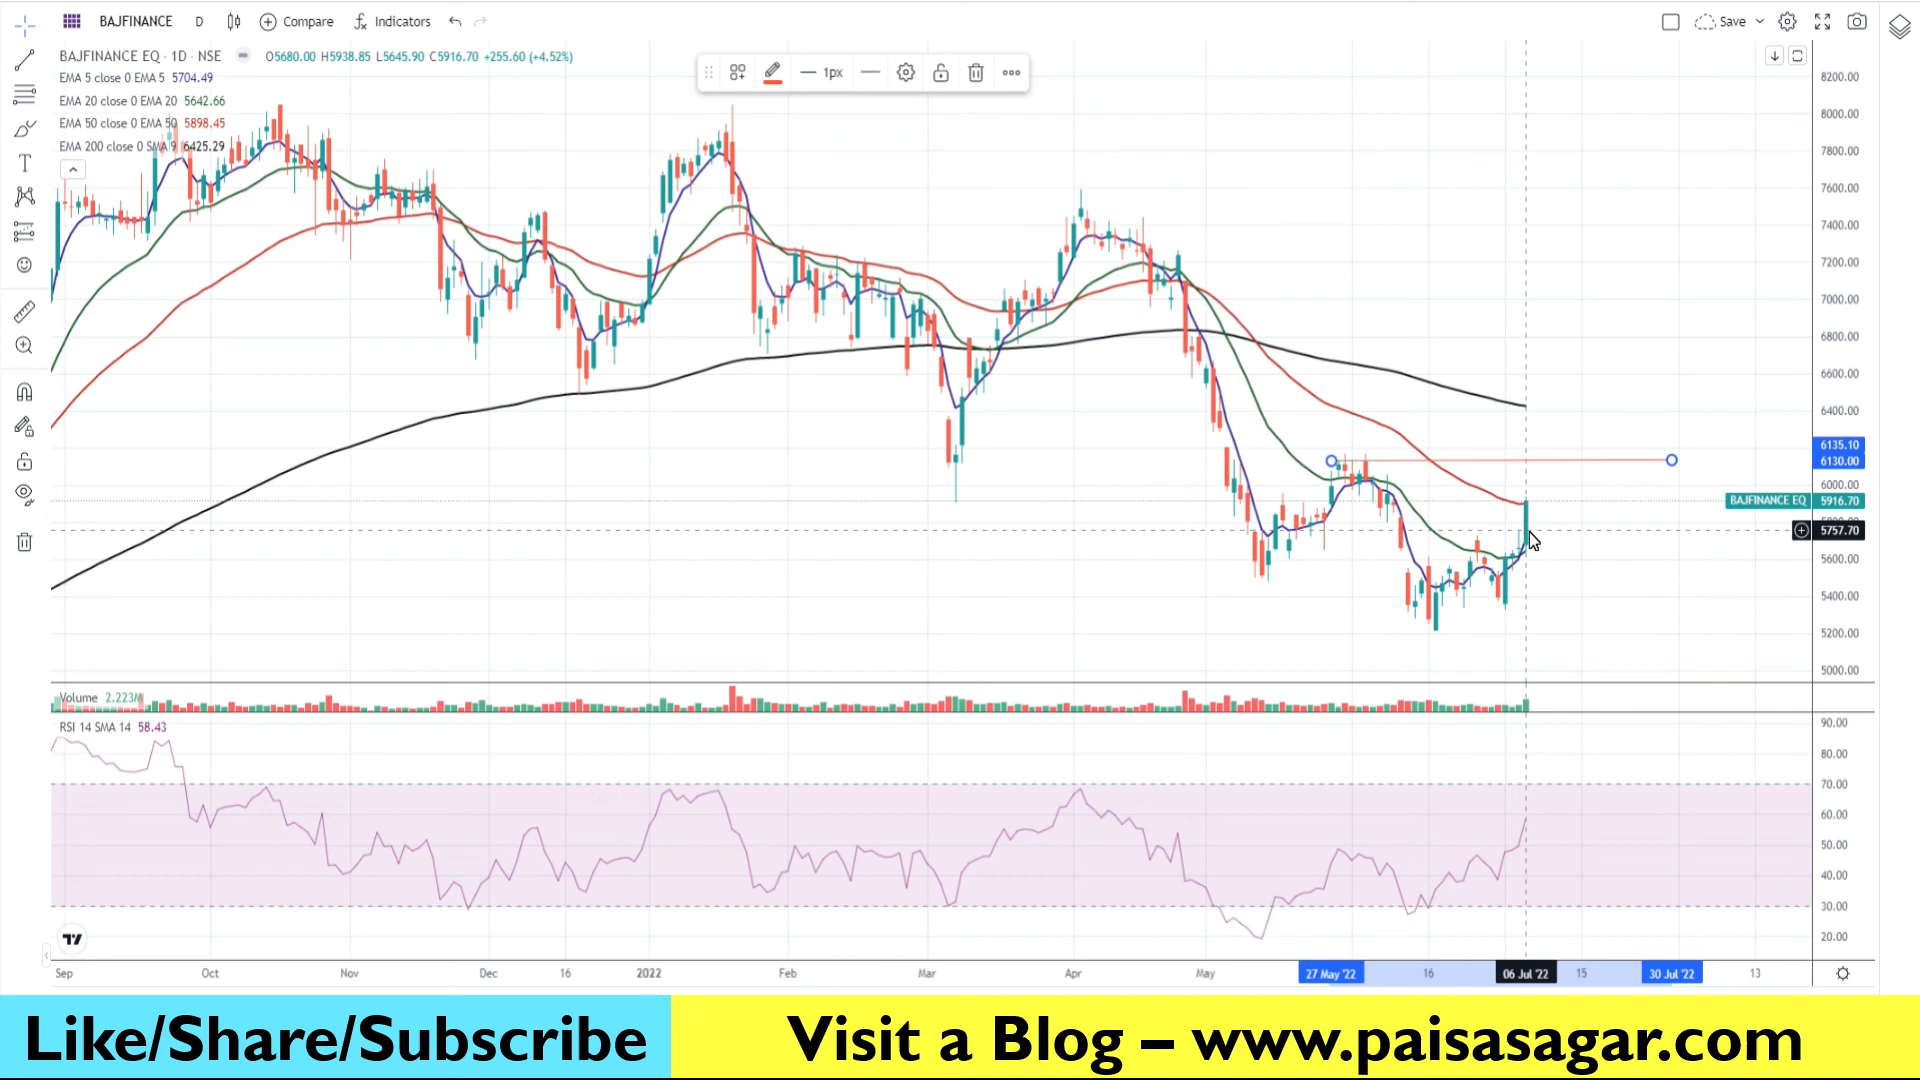 BAJFINANCE D Compare Indicators Save
BAJFINANCE EQ · 1D · NSE O5680.00 H5938.85 L5645.90 C5916.70 +255.60 (+4.52%)
EMA 5 close 0 EMA 5 5704.49
EMA 20 close 0 EMA 20 5642.66
EMA 50 close 0 EMA 50 5898.45
EMA 200 close 0 SMA 9 6425.29
1px
8200.00
8000.00
7800.00
7600.00
7400.00
7200.00
7000.00
6800.00
6600.00
6400.00
6135.10
6130.00
6000.00
BAJFINANCE EQ 5916.70
5757.70
5600.00
5400.00
5200.00
5000.00
Volume 2.223M
RSI 14 SMA 14 58.43
90.00
80.00
70.00
60.00
50.00
40.00
30.00
20.00
Sep Oct Nov Dec 16 2022 Feb Mar Apr May 27 May '22 16 06 Jul '22 15 30 Jul '22 13
Like/Share/Subscribe Visit a Blog – www.paisasagar.com